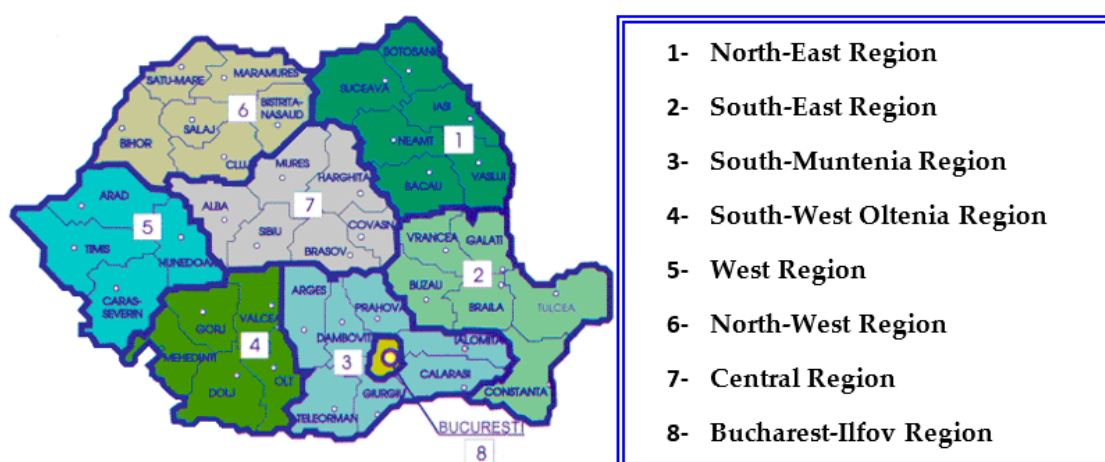 BOTOSANI
SATU-MARE
MARAMURES
SUCEAVA
6
BISTRITA-
NASAUD
IASI
SALAJ
BIHOR
NEAMT
1
CLUJ
MURES
VASLUI
HARGHITA
BACAU
ARAD
ALBA
7
5
COVASN
VRANCEA
GALATI
TIMIS
SIBIU
BRASOV
HUNEDOAR
2
BUZAU
ARGES
CARAS-
SEVERIN
PRAHOVA
BRAILA
TULCEA
GORJ
VALCEA
DAMBOVIT
IALOMITA
MEHEDINTI
4
3
CALARASI
DOLJ
OLT
CONSTANTA
GIURGIU
TELEORMAN
BUCURESTI
8
1- North-East Region
2- South-East Region
3- South-Muntenia Region
4- South-West Oltenia Region
5- West Region
6- North-West Region
7- Central Region
8- Bucharest-Ilfov Region